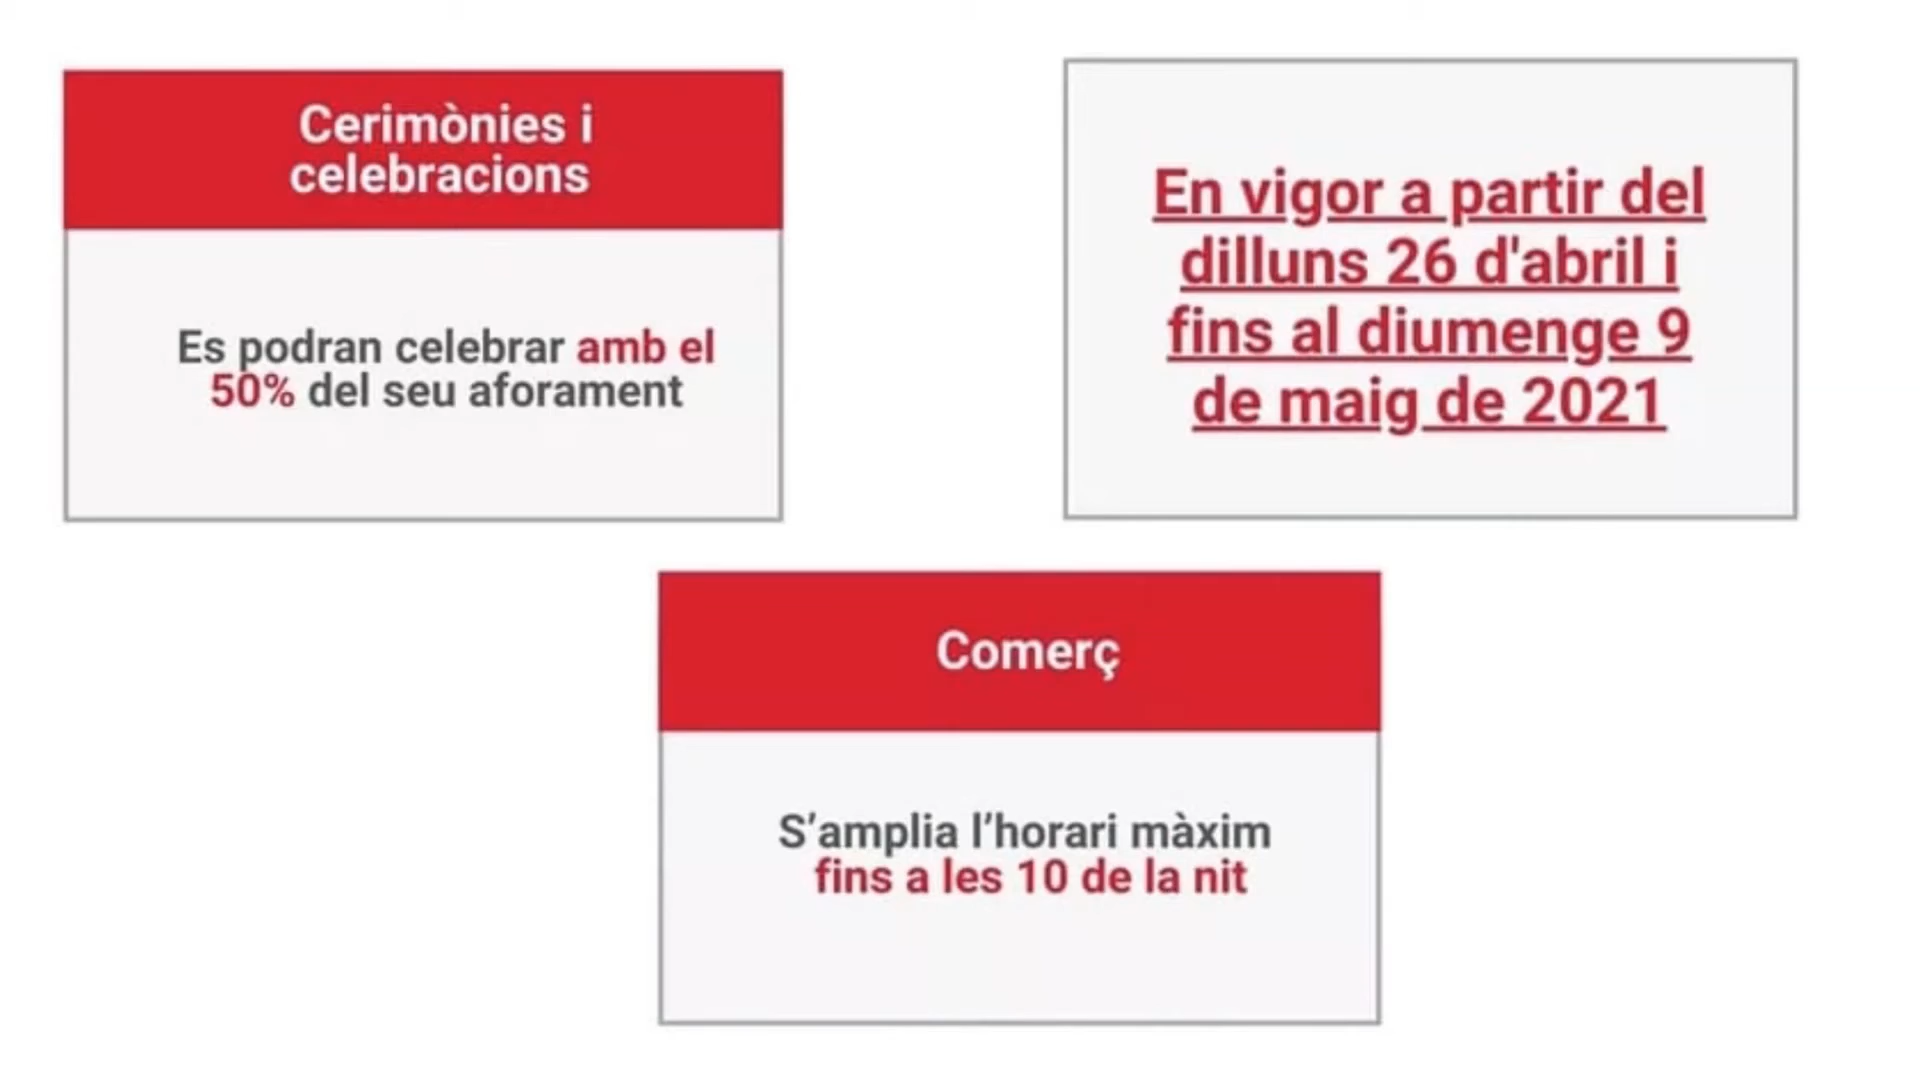 Cerimònies i
celebracions
Es podran celebrar amb el
50% del seu aforament
En vigor a partir del
dilluns 26 d'abril i
fins al diumenge 9
de maig de 2021
Comerç
S’amplia l’horari màxim
fins a les 10 de la nit